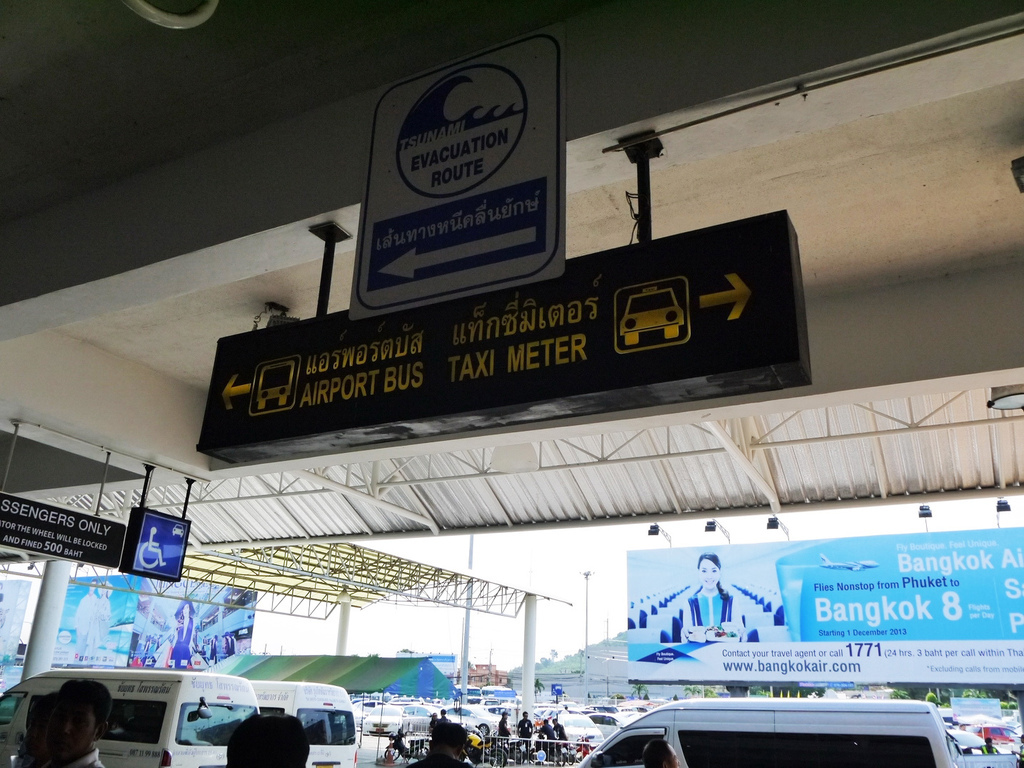 TSUNAMI
EVACUATION
ROUTE
เส้นทางหนีคลื่นยักษ์
แอร์พอร์ตบัส
AIRPORT BUS
แท็กซี่มิเตอร์
TAXI METER
SSENGERS ONLY
TOR THE WHEEL WILL BE LOCKED
AND FINED 500 BAHT
Fly Boutique. Feel Unique.
Bangkok Ai
Flies Nonstop from Phuket to
Bangkok 8 Flights per Day
Starting 1 December 2013
Contact your travel agent or call 1771 (24 hrs. 3 baht per call within Tha
www.bangkokair.com
*Excluding calls from mobile